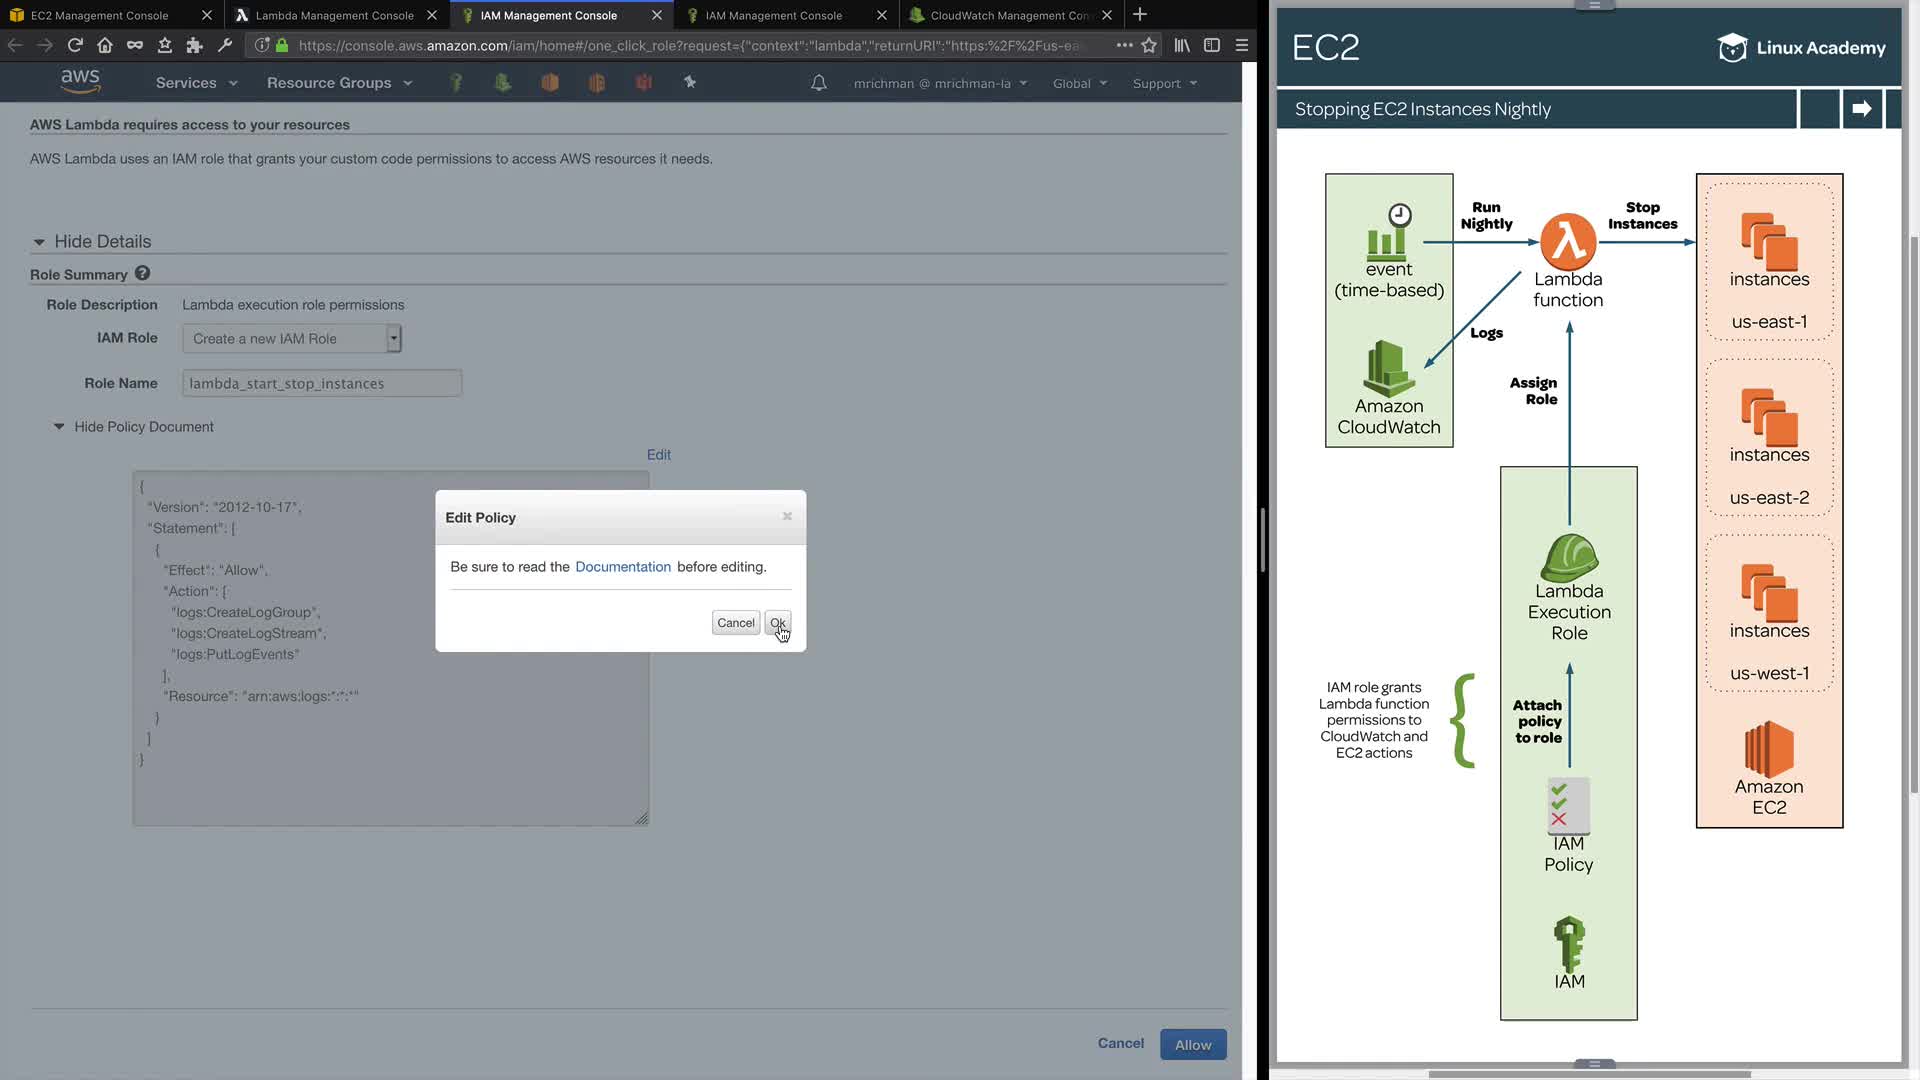 EC2 Management Console
Lambda Management Console
IAM Management Console
IAM Management Console
CloudWatch Management Con
https://console.aws.amazon.com/iam/home#/one_click_role?request={"context":"lambda","returnURI":"https:%2F%2Fus-ea
aws
Services
Resource Groups
mrichman @ mrichman-la
Global
Support
AWS Lambda requires access to your resources
AWS Lambda uses an IAM role that grants your custom code permissions to access AWS resources it needs.
Hide Details
Role Summary ?
Role Description Lambda execution role permissions
IAM Role Create a new IAM Role
Role Name lambda_start_stop_instances
Hide Policy Document
Edit
{
"Version": "2012-10-17",
"Statement": [
{
"Effect": "Allow",
"Action": [
"logs:CreateLogGroup",
"logs:CreateLogStream",
"logs:PutLogEvents"
],
"Resource": "arn:aws:logs:*:*:*"
}
]
}
Edit Policy
Be sure to read the Documentation before editing.
Cancel
Ok
Cancel
Allow
EC2
Linux Academy
Stopping EC2 Instances Nightly
event
(time-based)
Run
Nightly
Lambda
function
Stop
Instances
instances
us-east-1
Logs
Amazon
CloudWatch
Assign
Role
instances
us-east-2
Lambda
Execution
Role
instances
us-west-1
IAM role grants
Lambda function
permissions to
CloudWatch and
EC2 actions
Attach
policy
to role
Amazon
EC2
IAM
Policy
IAM